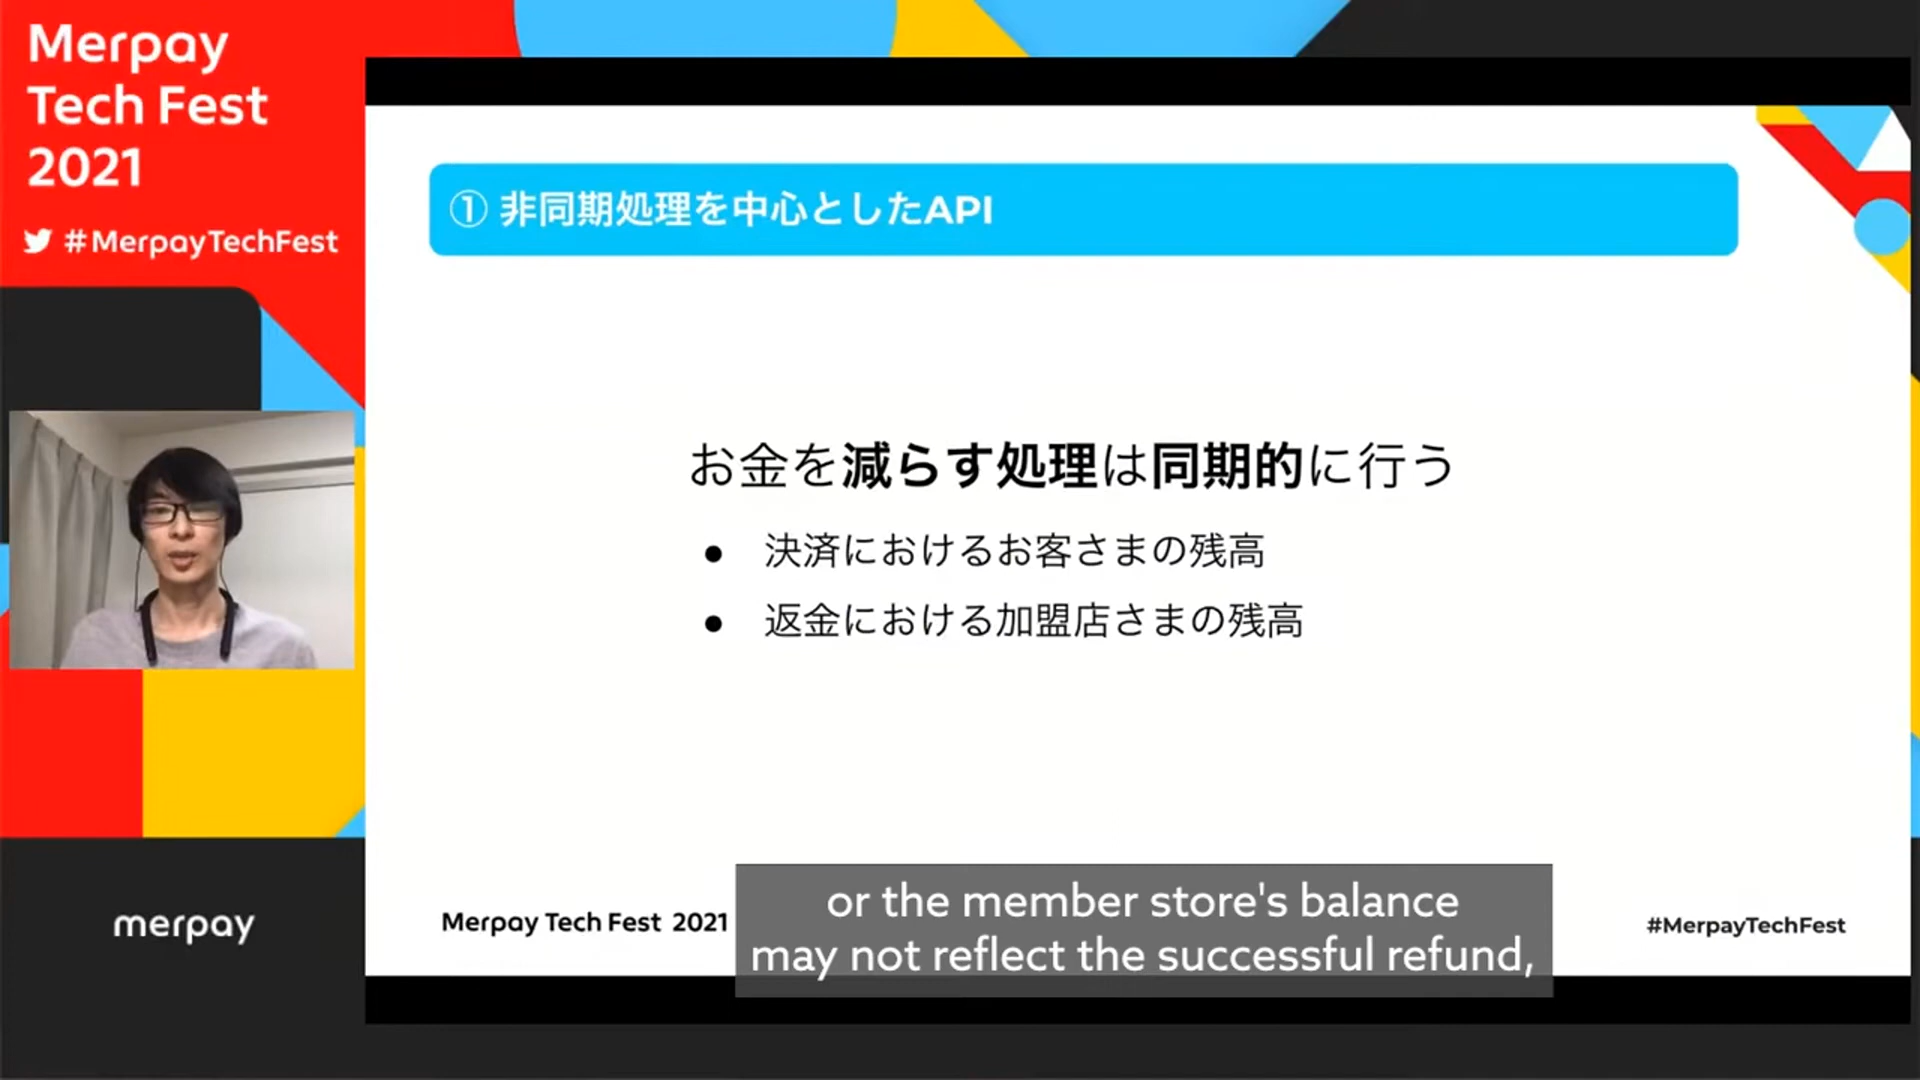 Merpay
Tech Fest
2021
#MerpayTechFest
① 非同期処理を中心としたAPI
お金を減らす処理は同期的に行う
● 決済におけるお客さまの残高
● 返金における加盟店さまの残高
merpay
Merpay Tech Fest 2021
#MerpayTechFest
or the member store's balance
may not reflect the successful refund,